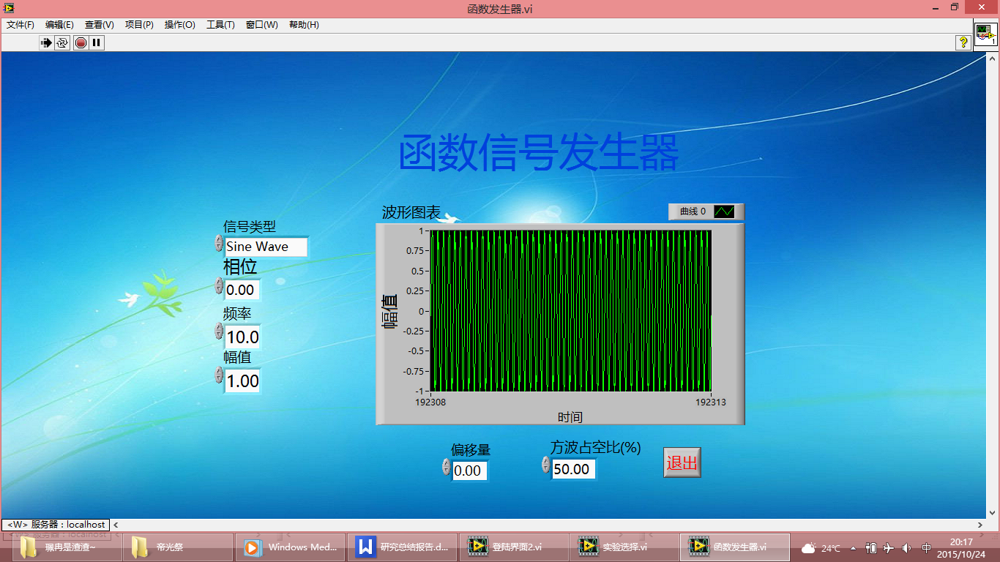 函数发生器.vi
文件(F) 编辑(E) 查看(V) 项目(P) 操作(O) 工具(T) 窗口(W) 帮助(H)
1
函数信号发生器
信号类型
Sine Wave
相位
0.00
频率
10.0
幅值
1.00
波形图表
曲线 0
幅值
1
0.75
0.5
0.25
0
-0.25
-0.5
-0.75
-1
192308 192313
时间
偏移量
0.00
方波占空比(%)
50.00
退出
<W> 服务器：localhost
珮冉是渣渣~ 帝光祭 Windows Med... 研究总结报告.d... 登陆界面2.vi 实验选择.vi 函数发生器.vi 24°C 中 20:17
2015/10/24